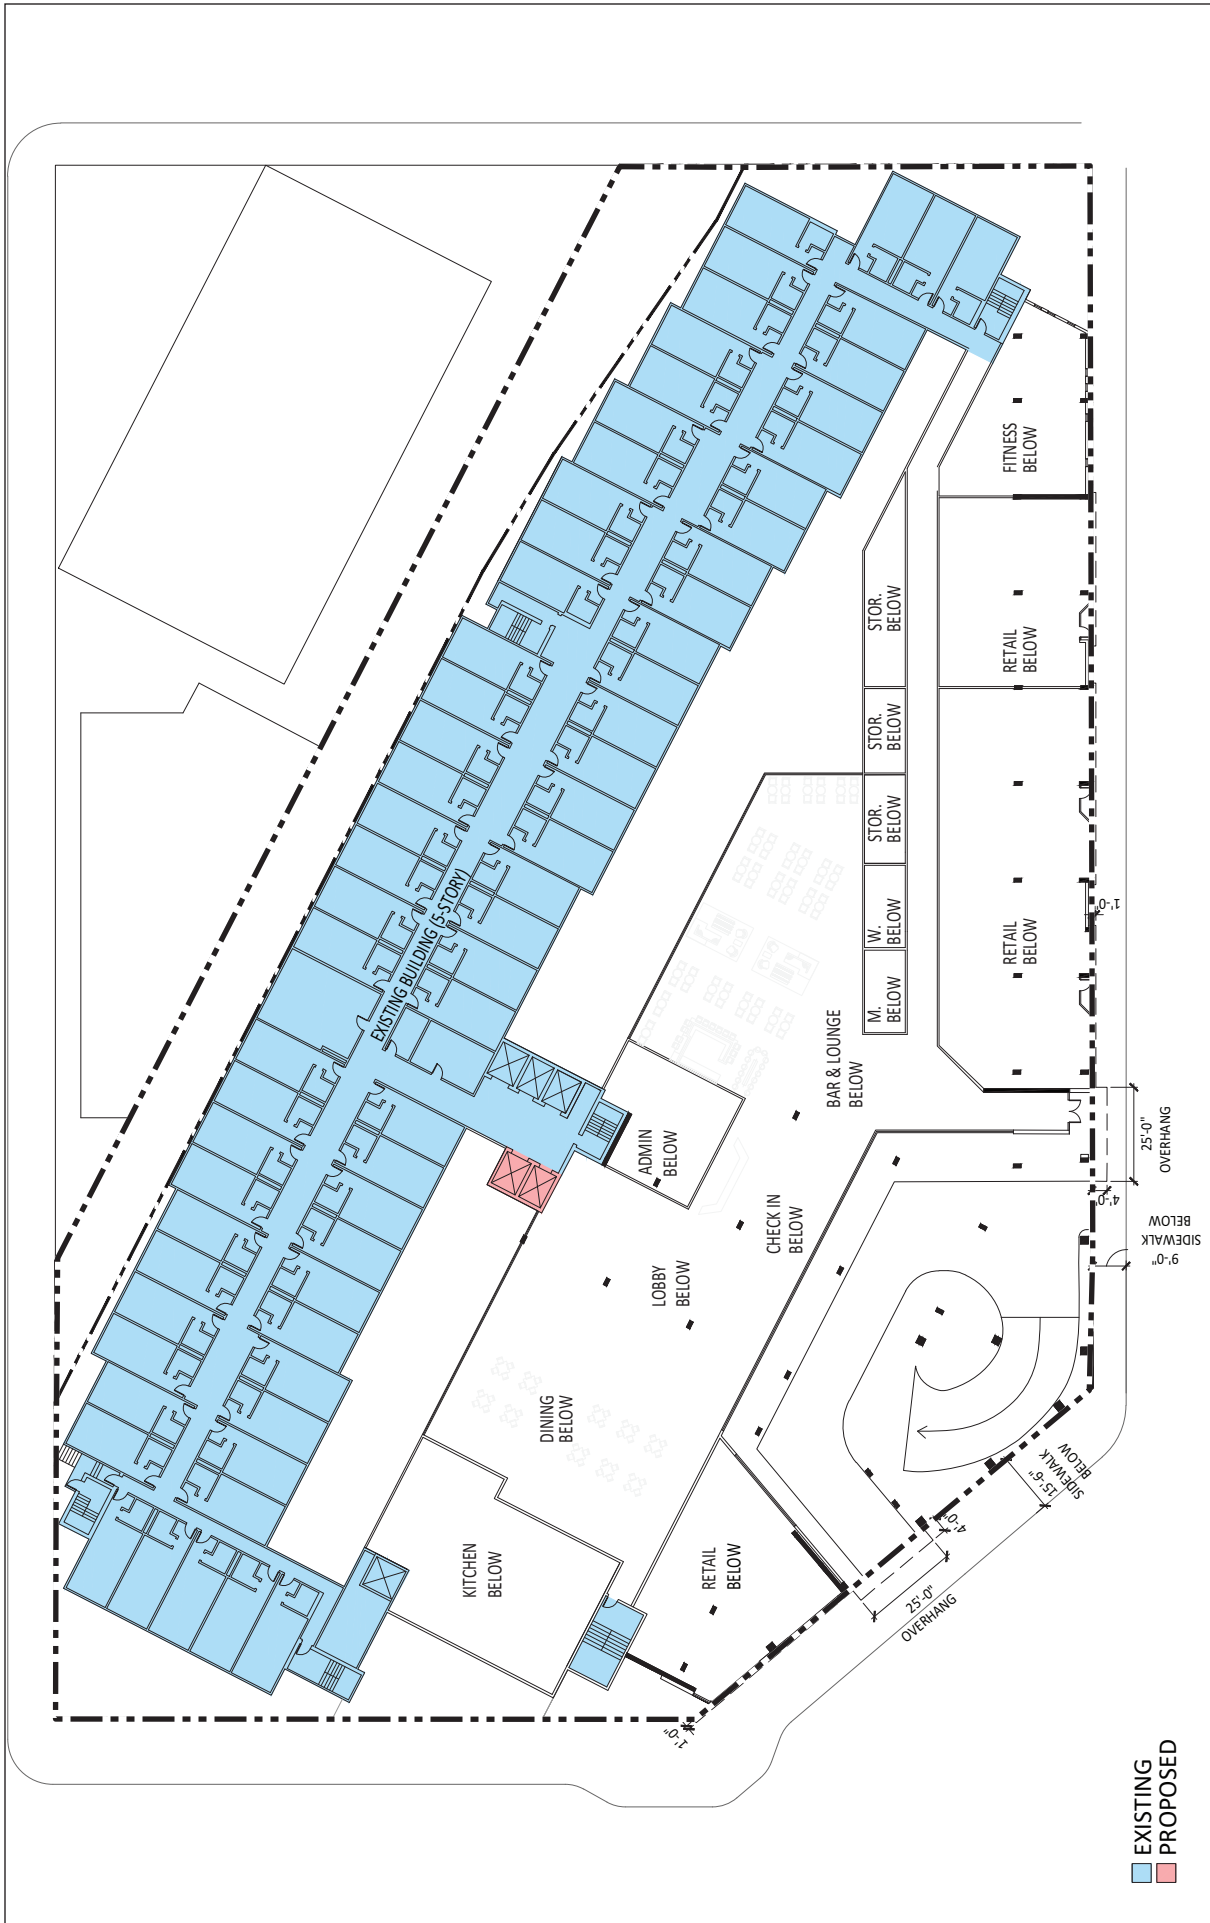 EXISTING BUILDING (5-STORY)
FITNESS
BELOW
STOR.
BELOW
RETAIL
BELOW
STOR.
BELOW
STOR.
BELOW
W.
BELOW
M.
BELOW
RETAIL
BELOW
1'-0"
BAR & LOUNGE
BELOW
ADMIN
BELOW
CHECK IN
BELOW
LOBBY
BELOW
25'-0"
OVERHANG
4'-0"
9'-0"
SIDEWALK
BELOW
DINING
BELOW
KITCHEN
BELOW
RETAIL
BELOW
15'-6"
SIDEWALK
BELOW
4'-0"
25'-0"
OVERHANG
1'-0"
EXISTING
PROPOSED